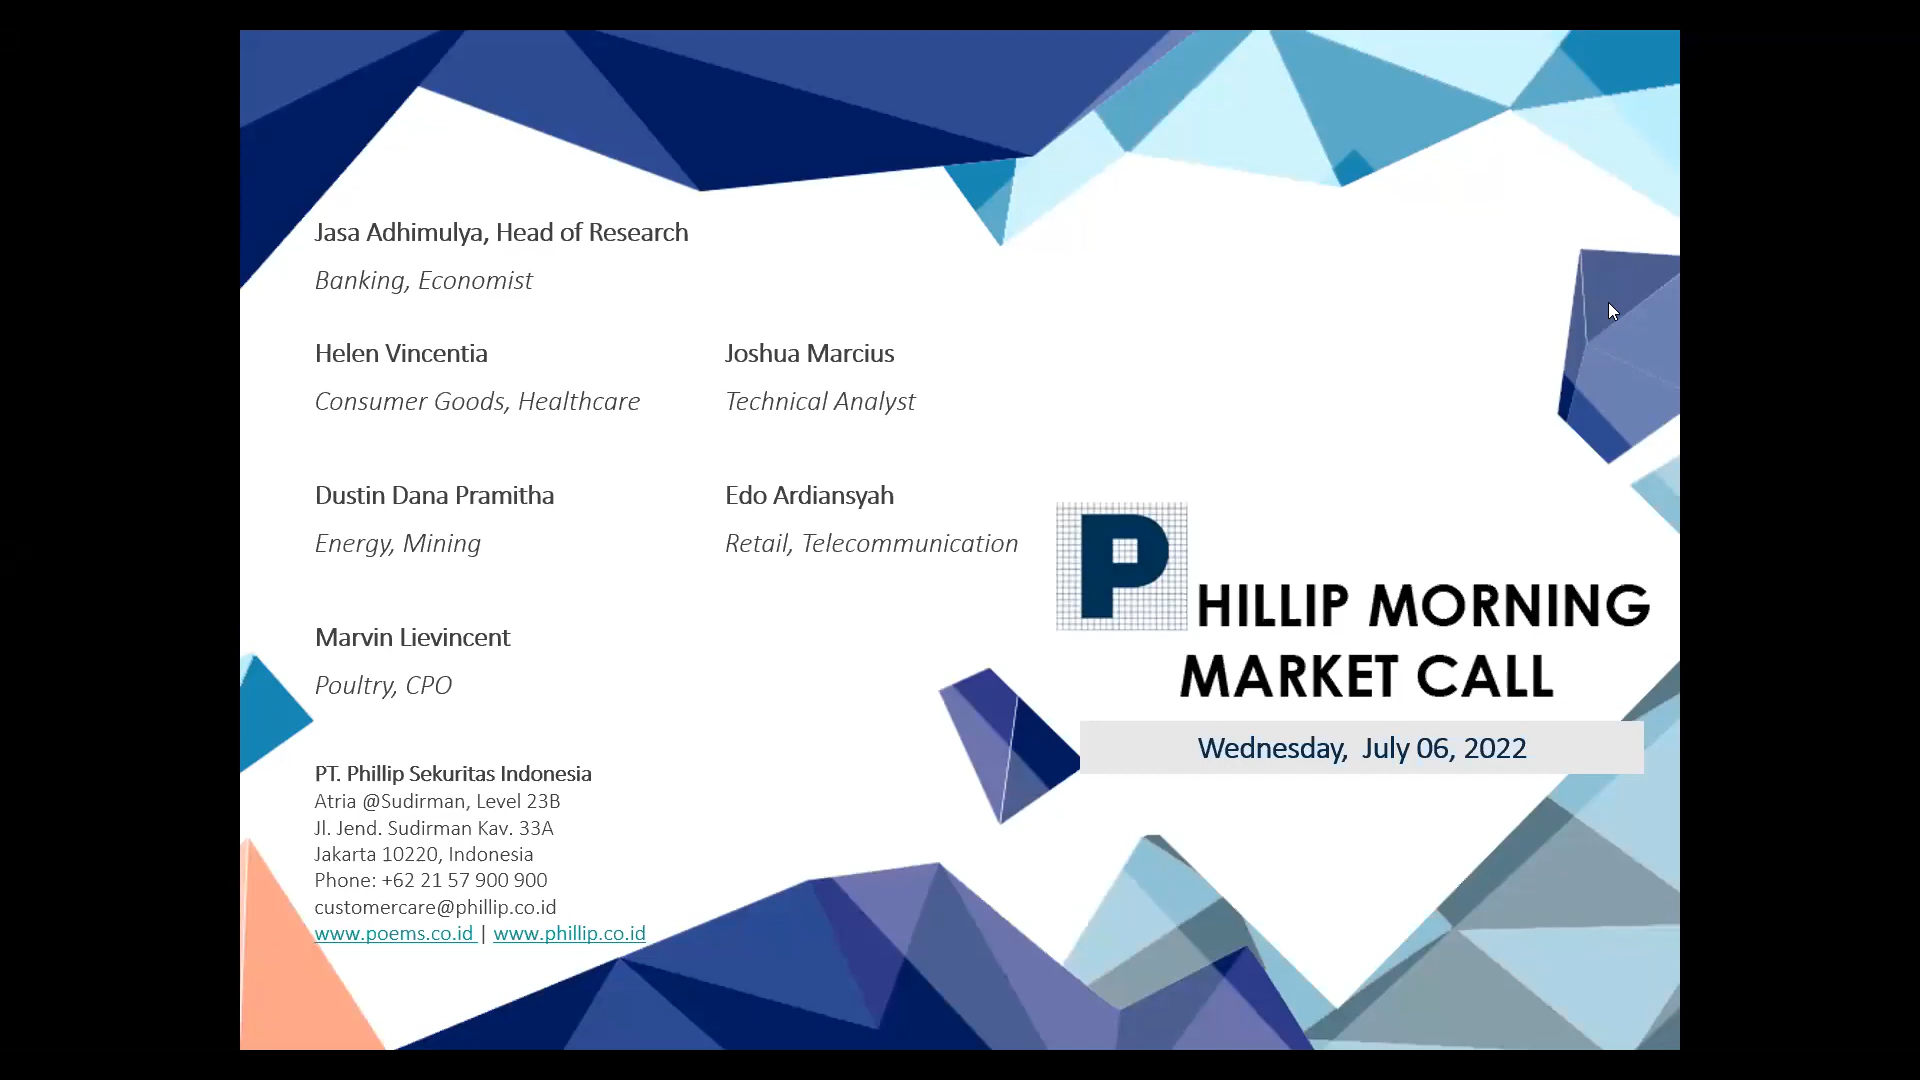 Jasa Adhimulya, Head of Research
Banking, Economist
Helen Vincentia
Consumer Goods, Healthcare
Joshua Marcius
Technical Analyst
Dustin Dana Pramitha
Energy, Mining
Edo Ardiansyah
Retail, Telecommunication
Marvin Lievincent
Poultry, CPO
PT. Phillip Sekuritas Indonesia
Atria @Sudirman, Level 23B
Jl. Jend. Sudirman Kav. 33A
Jakarta 10220, Indonesia
Phone: +62 21 57 900 900
customercare@phillip.co.id
www.poems.co.id | www.phillip.co.id
PHILLIP MORNING
MARKET CALL
Wednesday, July 06, 2022